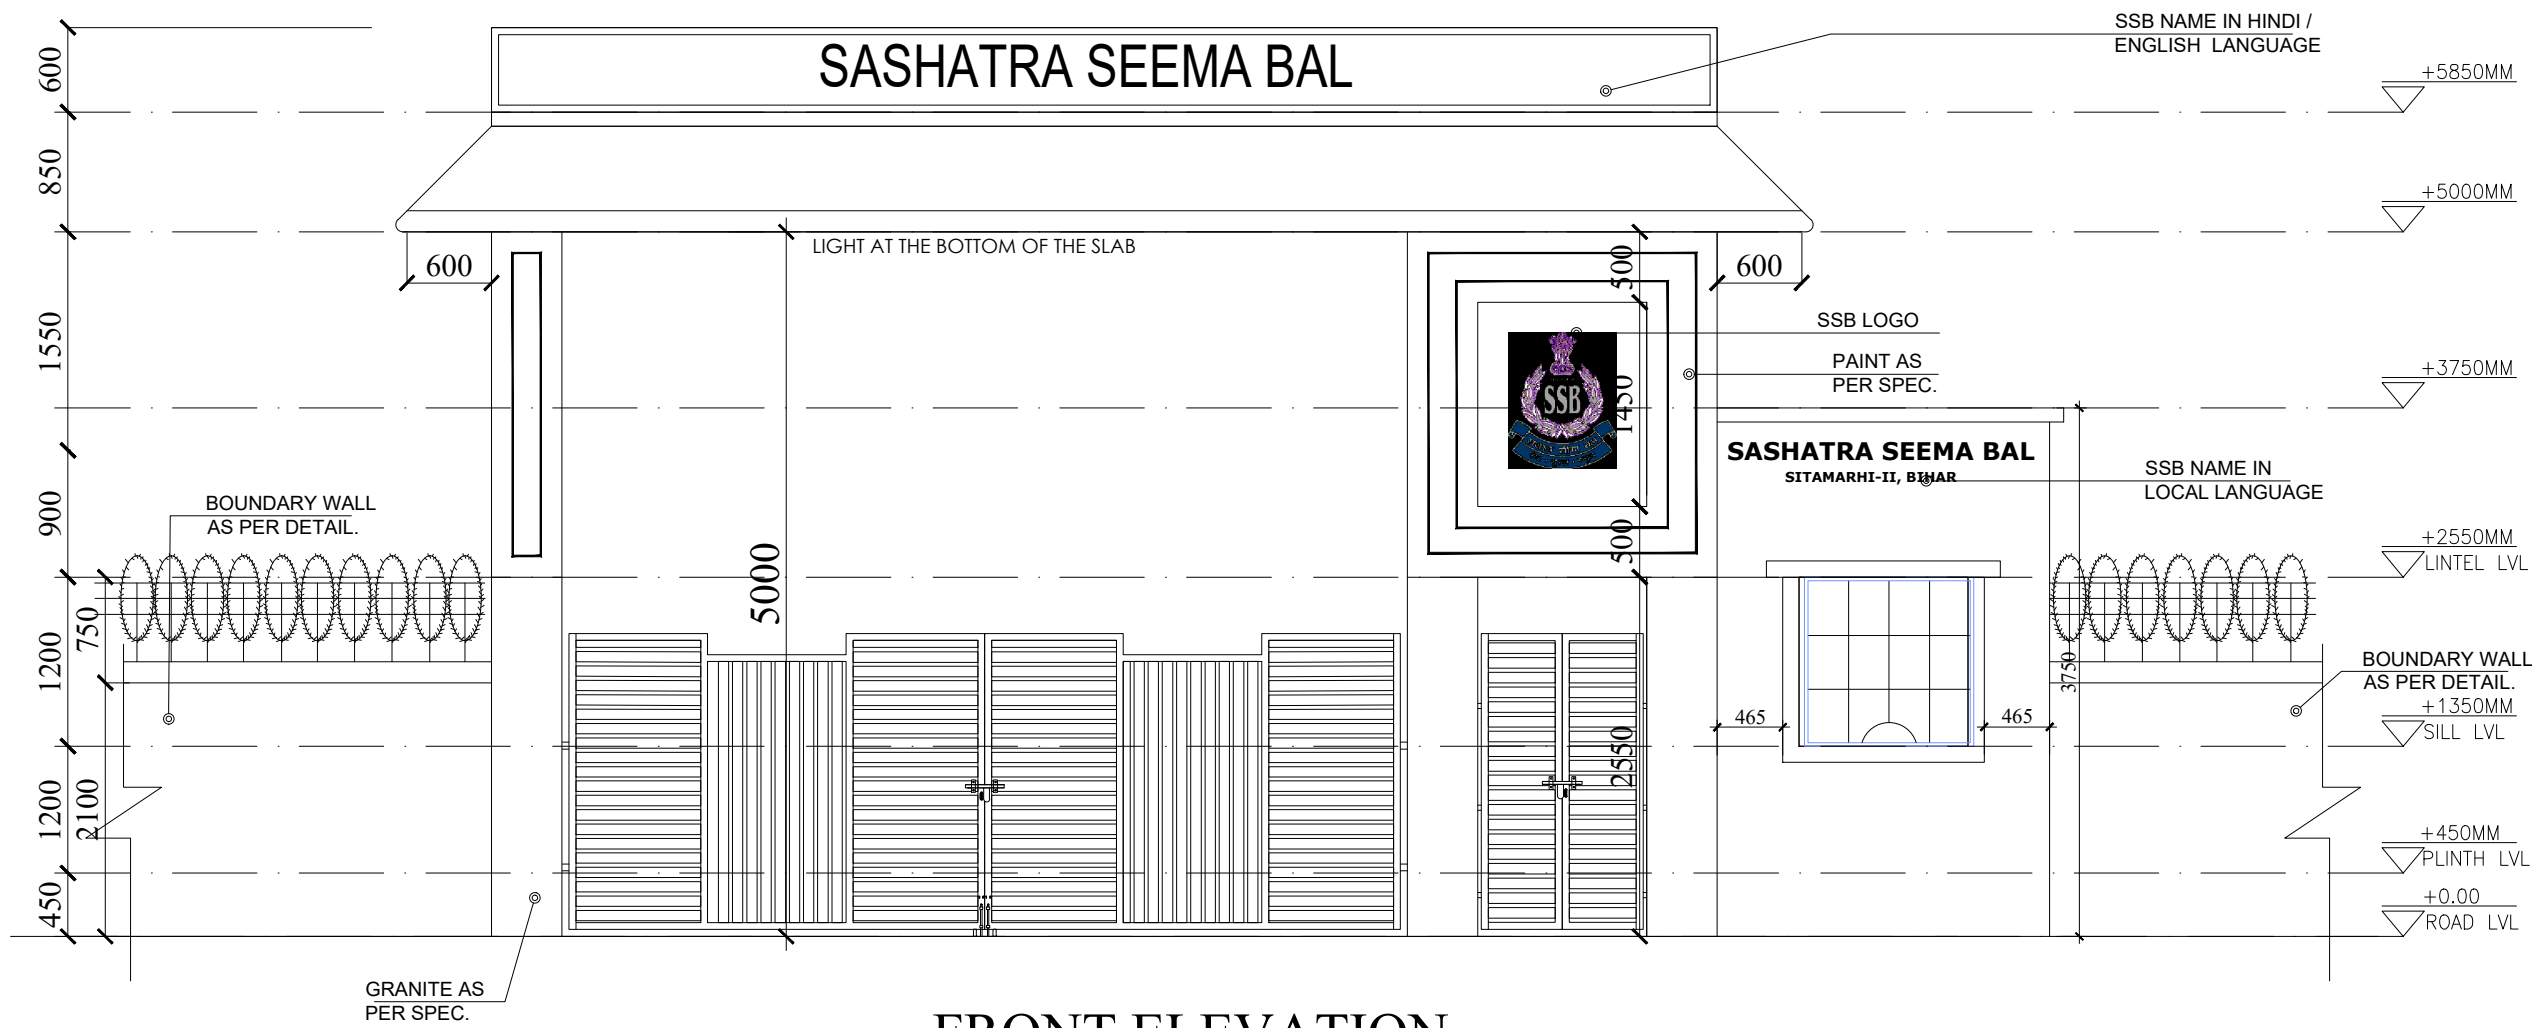 SSB NAME IN HINDI /
ENGLISH LANGUAGE
SASHATRA SEEMA BAL
600
+5850MM
850
+5000MM
LIGHT AT THE BOTTOM OF THE SLAB
600
500
600
1550
SSB LOGO
PAINT AS
PER SPEC.
+3750MM
SSB
1450
SASHATRA SEEMA BAL
SITAMARHI-II, BIHAR
SSB NAME IN
LOCAL LANGUAGE
BOUNDARY WALL
AS PER DETAIL.
900
500
+2550MM
LINTEL LVL
5000
750
1200
3750
BOUNDARY WALL
AS PER DETAIL.
465
465
+1350MM
SILL LVL
2550
1200
2100
+450MM
PLINTH LVL
450
+0.00
ROAD LVL
GRANITE AS
PER SPEC.
FRONT ELEVATION